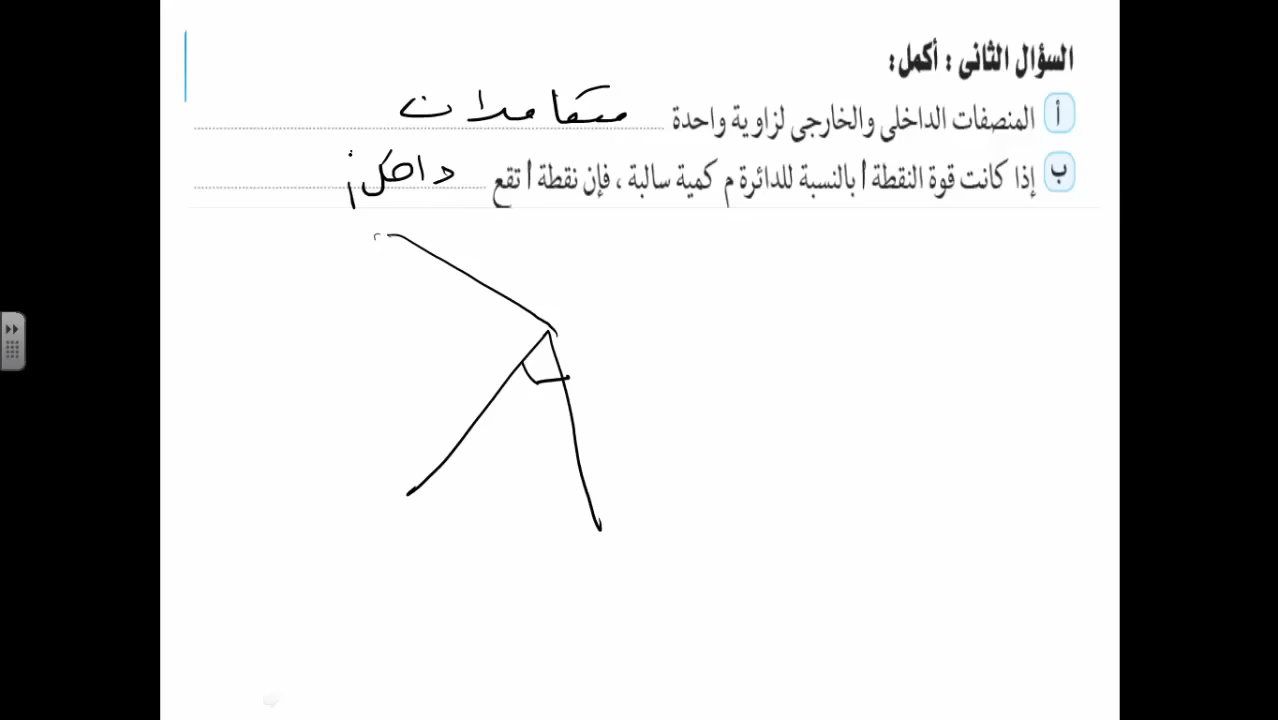 السؤال الثانى : أكمل :
أ المنصفات الداخلى والخارجى لزاوية واحدة متعامدان
ب إذا كانت قوة النقطة أ بالنسبة للدائرة م كمية سالبة ، فإن نقطة أ تقع داخل